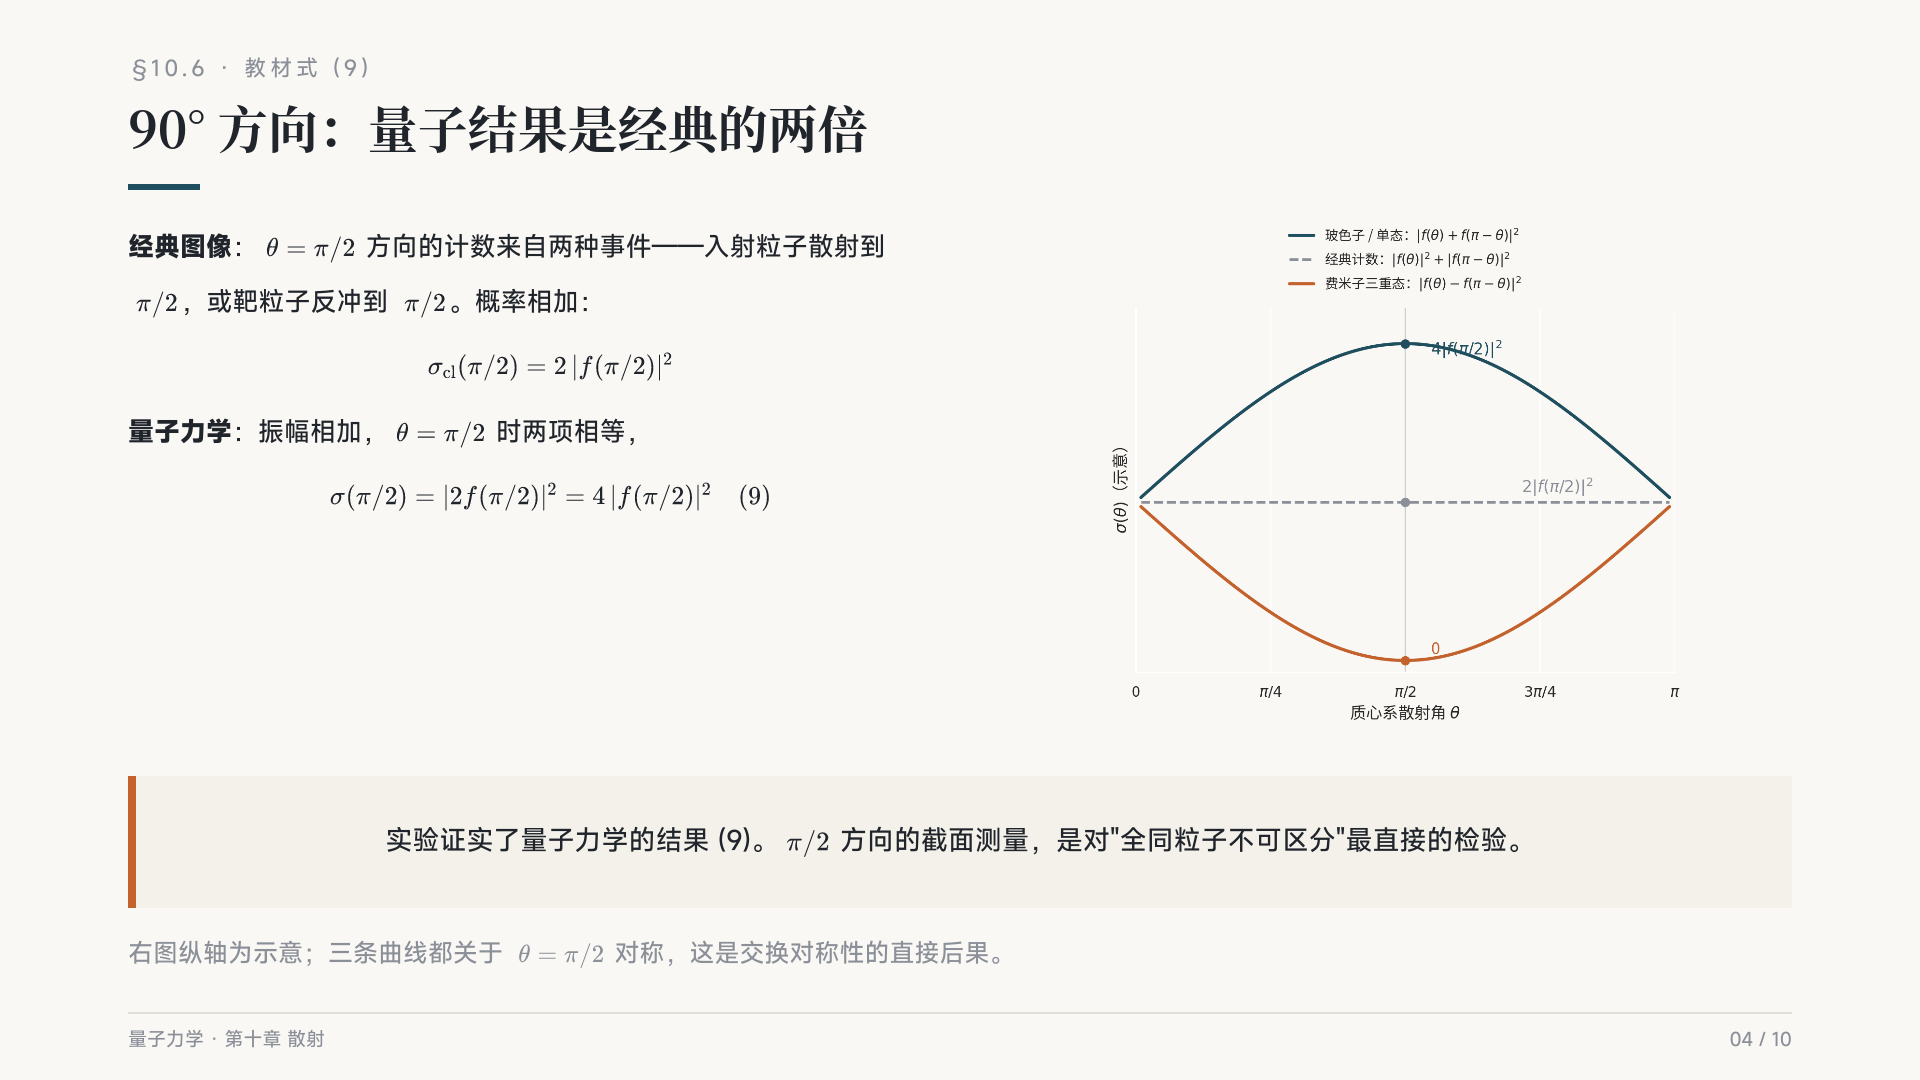 §10.6 · 教材式 (9)
90° 方向：量子结果是经典的两倍
经典图像： θ = π/2 方向的计数来自两种事件——入射粒子散射到
π/2，或靶粒子反冲到 π/2。概率相加：
σ_cl(π/2) = 2 |f(π/2)|²
量子力学：振幅相加， θ = π/2 时两项相等，
σ(π/2) = |2f(π/2)|² = 4 |f(π/2)|² (9)
玻色子 / 单态：|f(θ) + f(π − θ)|²
经典计数：|f(θ)|² + |f(π − θ)|²
费米子三重态：|f(θ) − f(π − θ)|²
4|f(π/2)|²
2|f(π/2)|²
0
σ(θ)（示意）
0 π/4 π/2 3π/4 π
质心系散射角 θ
实验证实了量子力学的结果 (9)。 π/2 方向的截面测量，是对"全同粒子不可区分"最直接的检验。
右图纵轴为示意；三条曲线都关于 θ = π/2 对称，这是交换对称性的直接后果。
量子力学 · 第十章 散射
04 / 10